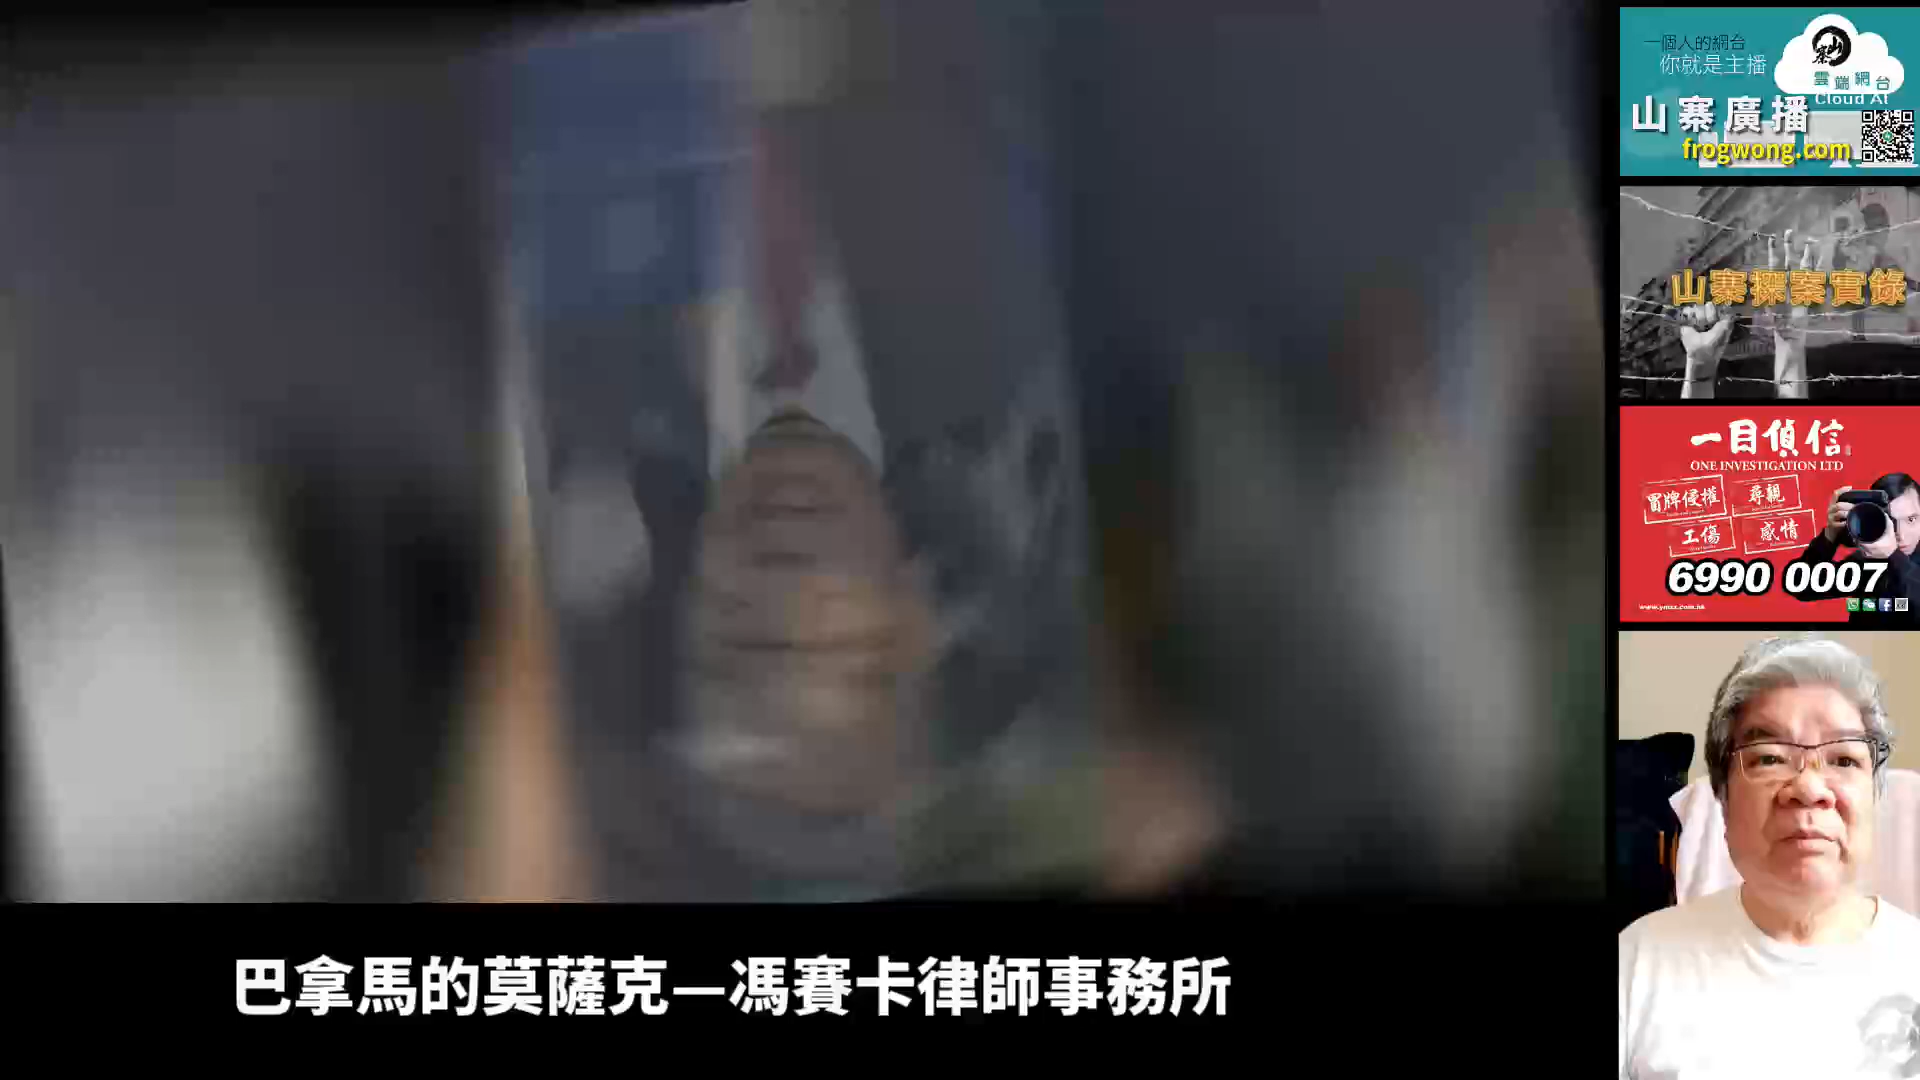 巴拿馬的莫薩克—馮賽卡律師事務所
一個人的網台
你就是主播
寨山
雲端網台
Cloud AI
山寨廣播
frogwong.com
山寨探案實錄
一目偵信
ONE INVESTIGATION LTD
冒牌侵權
尋親
工傷
感情
6990 0007